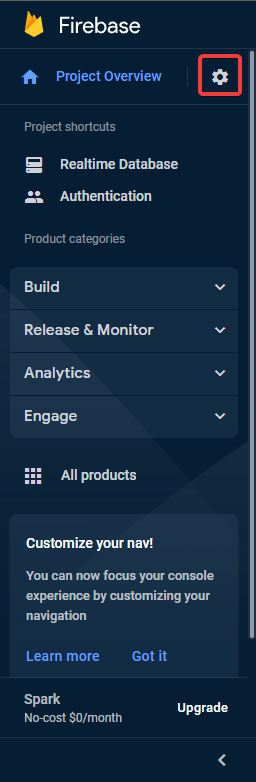 Firebase
Project Overview
Project shortcuts
Realtime Database
Authentication
Product categories
Build
Release & Monitor
Analytics
Engage
All products
Customize your nav!
You can now focus your console
experience by customizing your
navigation
Learn more Got it
Spark
No-cost $0/month
Upgrade